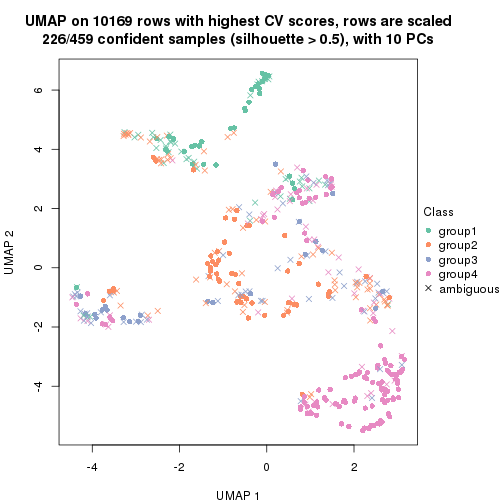 UMAP on 10169 rows with highest CV scores, rows are scaled
226/459 confident samples (silhouette > 0.5), with 10 PCs
6
4
2
0
-2
-4
UMAP 2
-4
-2
0
2
UMAP 1
Class
group1
group2
group3
group4
ambiguous